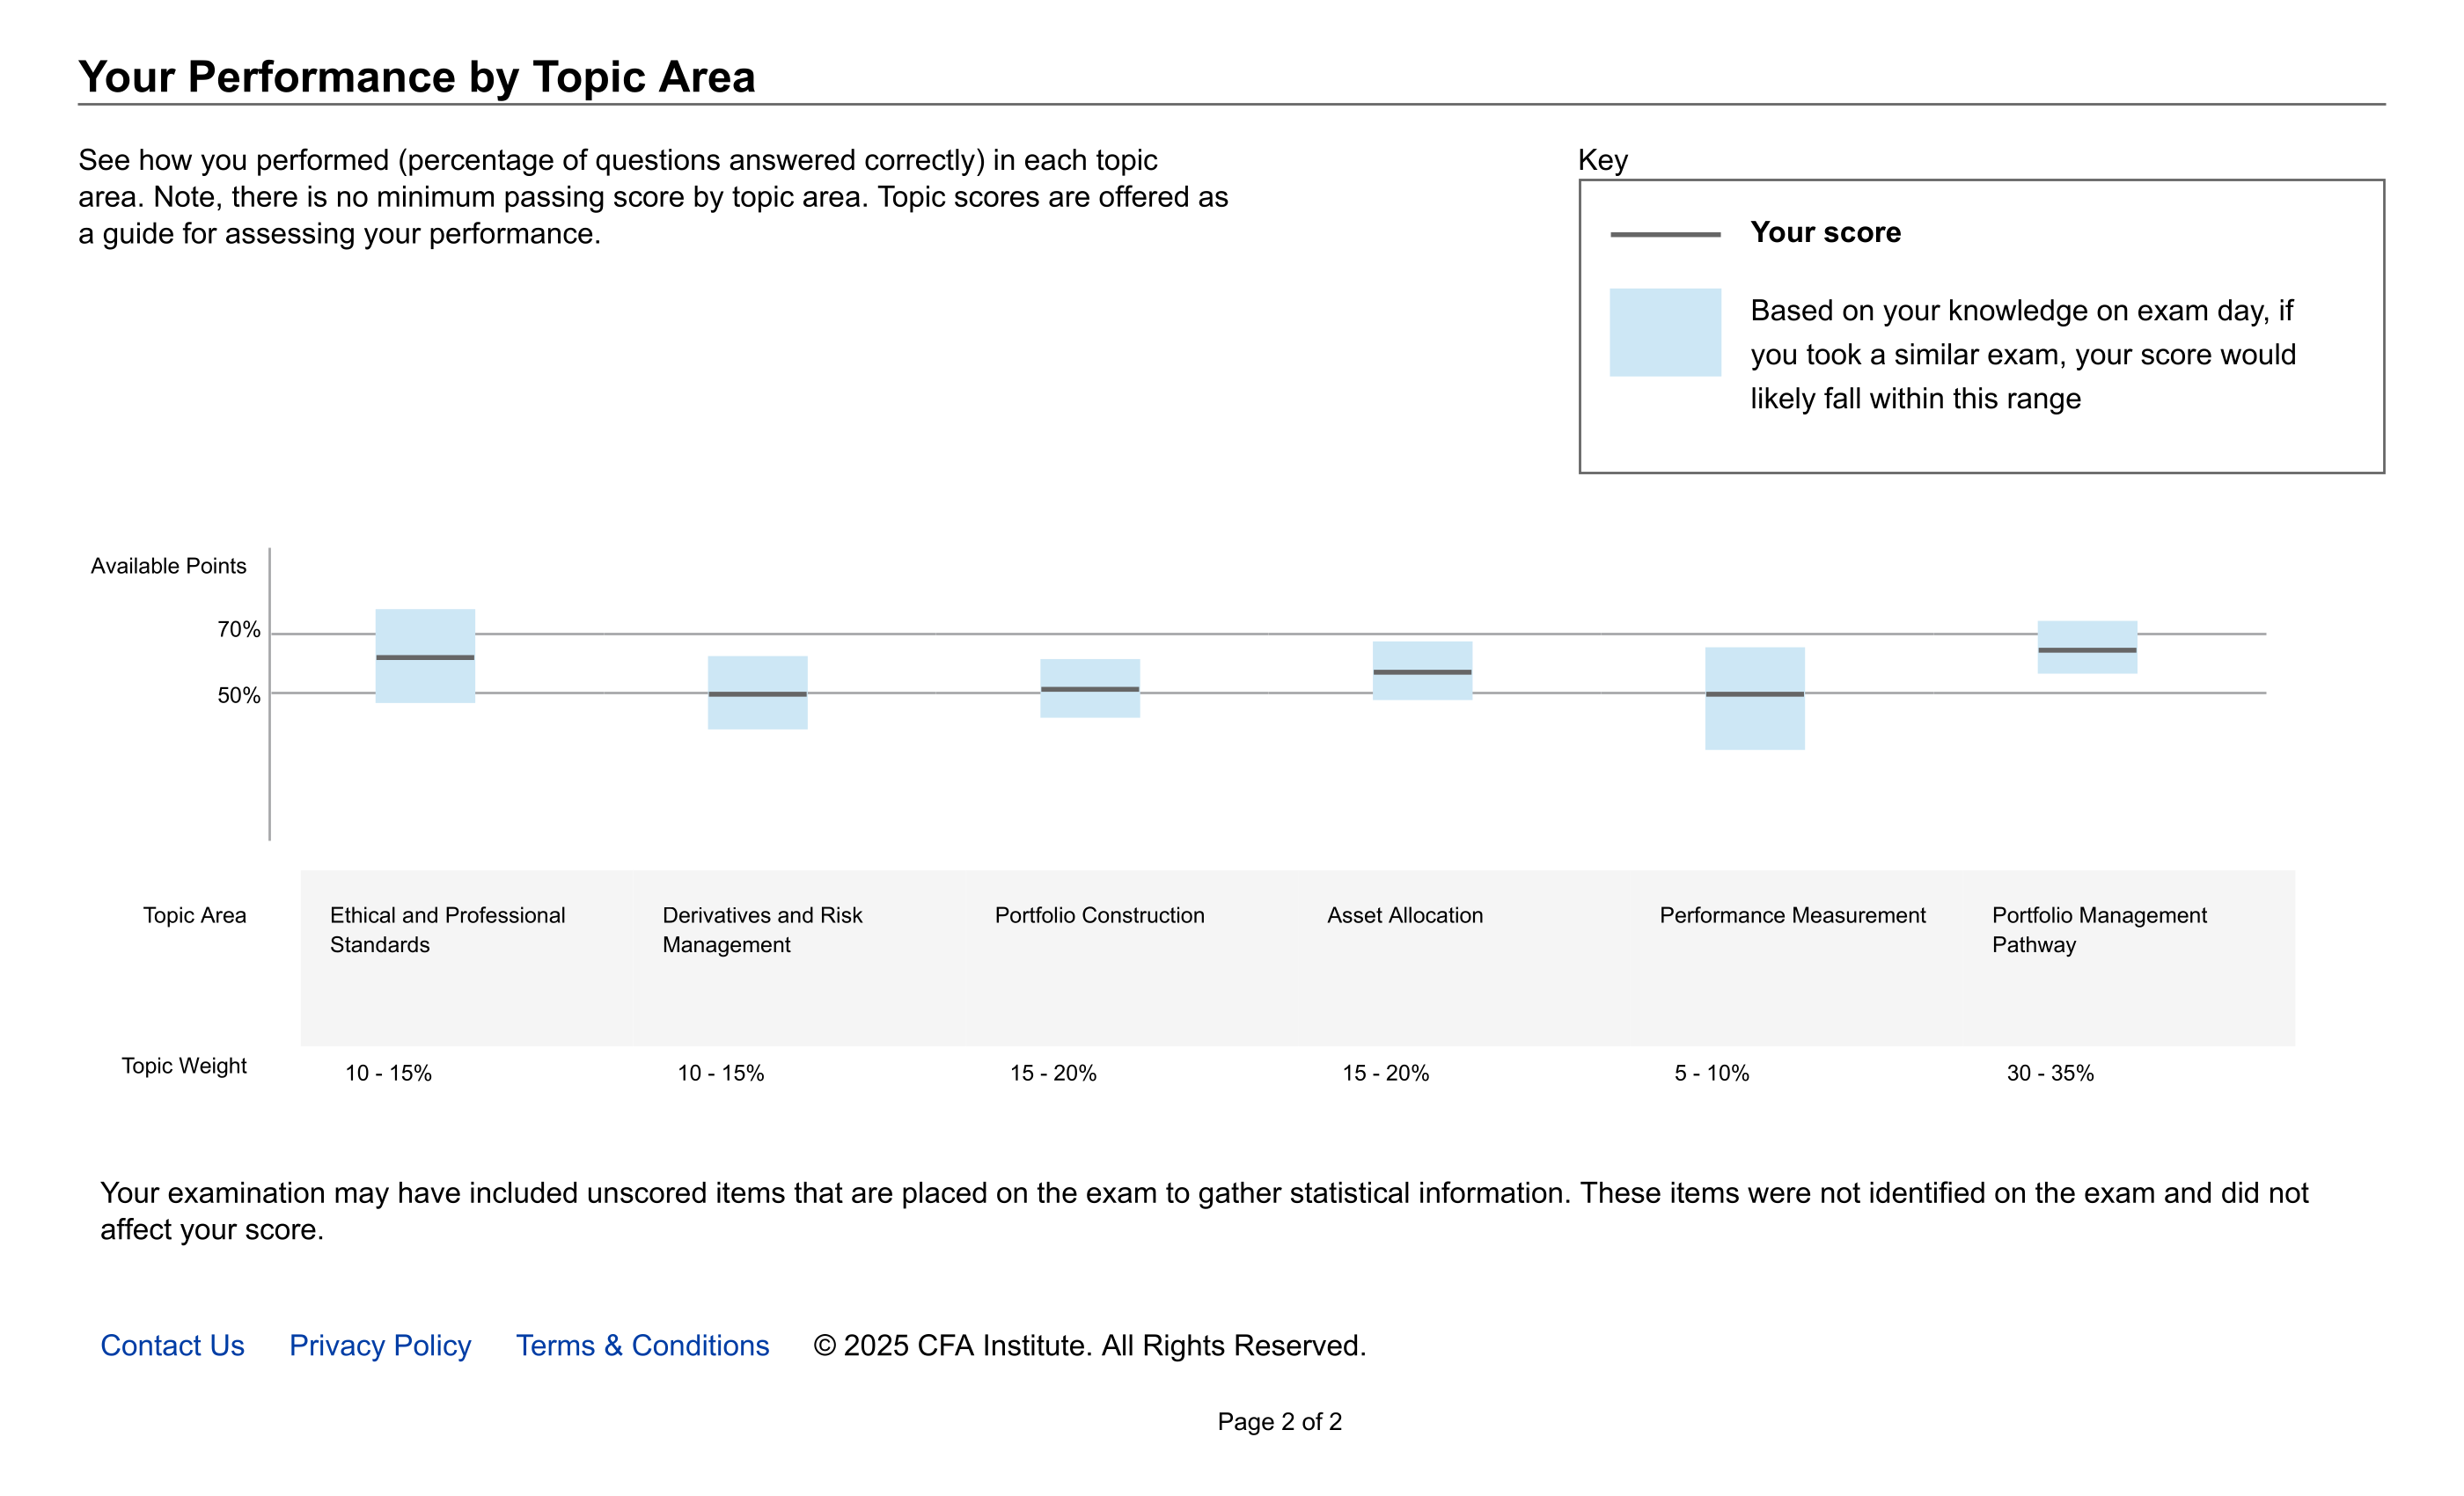 Your Performance by Topic Area
See how you performed (percentage of questions answered correctly) in each topic
area. Note, there is no minimum passing score by topic area. Topic scores are offered as
a guide for assessing your performance.
Key
Your score
Based on your knowledge on exam day, if
you took a similar exam, your score would
likely fall within this range
Available Points
70%
50%
Topic Area
Ethical and Professional
Standards
Derivatives and Risk
Management
Portfolio Construction
Asset Allocation
Performance Measurement
Portfolio Management
Pathway
Topic Weight
10 - 15%
10 - 15%
15 - 20%
15 - 20%
5 - 10%
30 - 35%
Your examination may have included unscored items that are placed on the exam to gather statistical information. These items were not identified on the exam and did not
affect your score.
Contact Us Privacy Policy Terms & Conditions © 2025 CFA Institute. All Rights Reserved.
Page 2 of 2